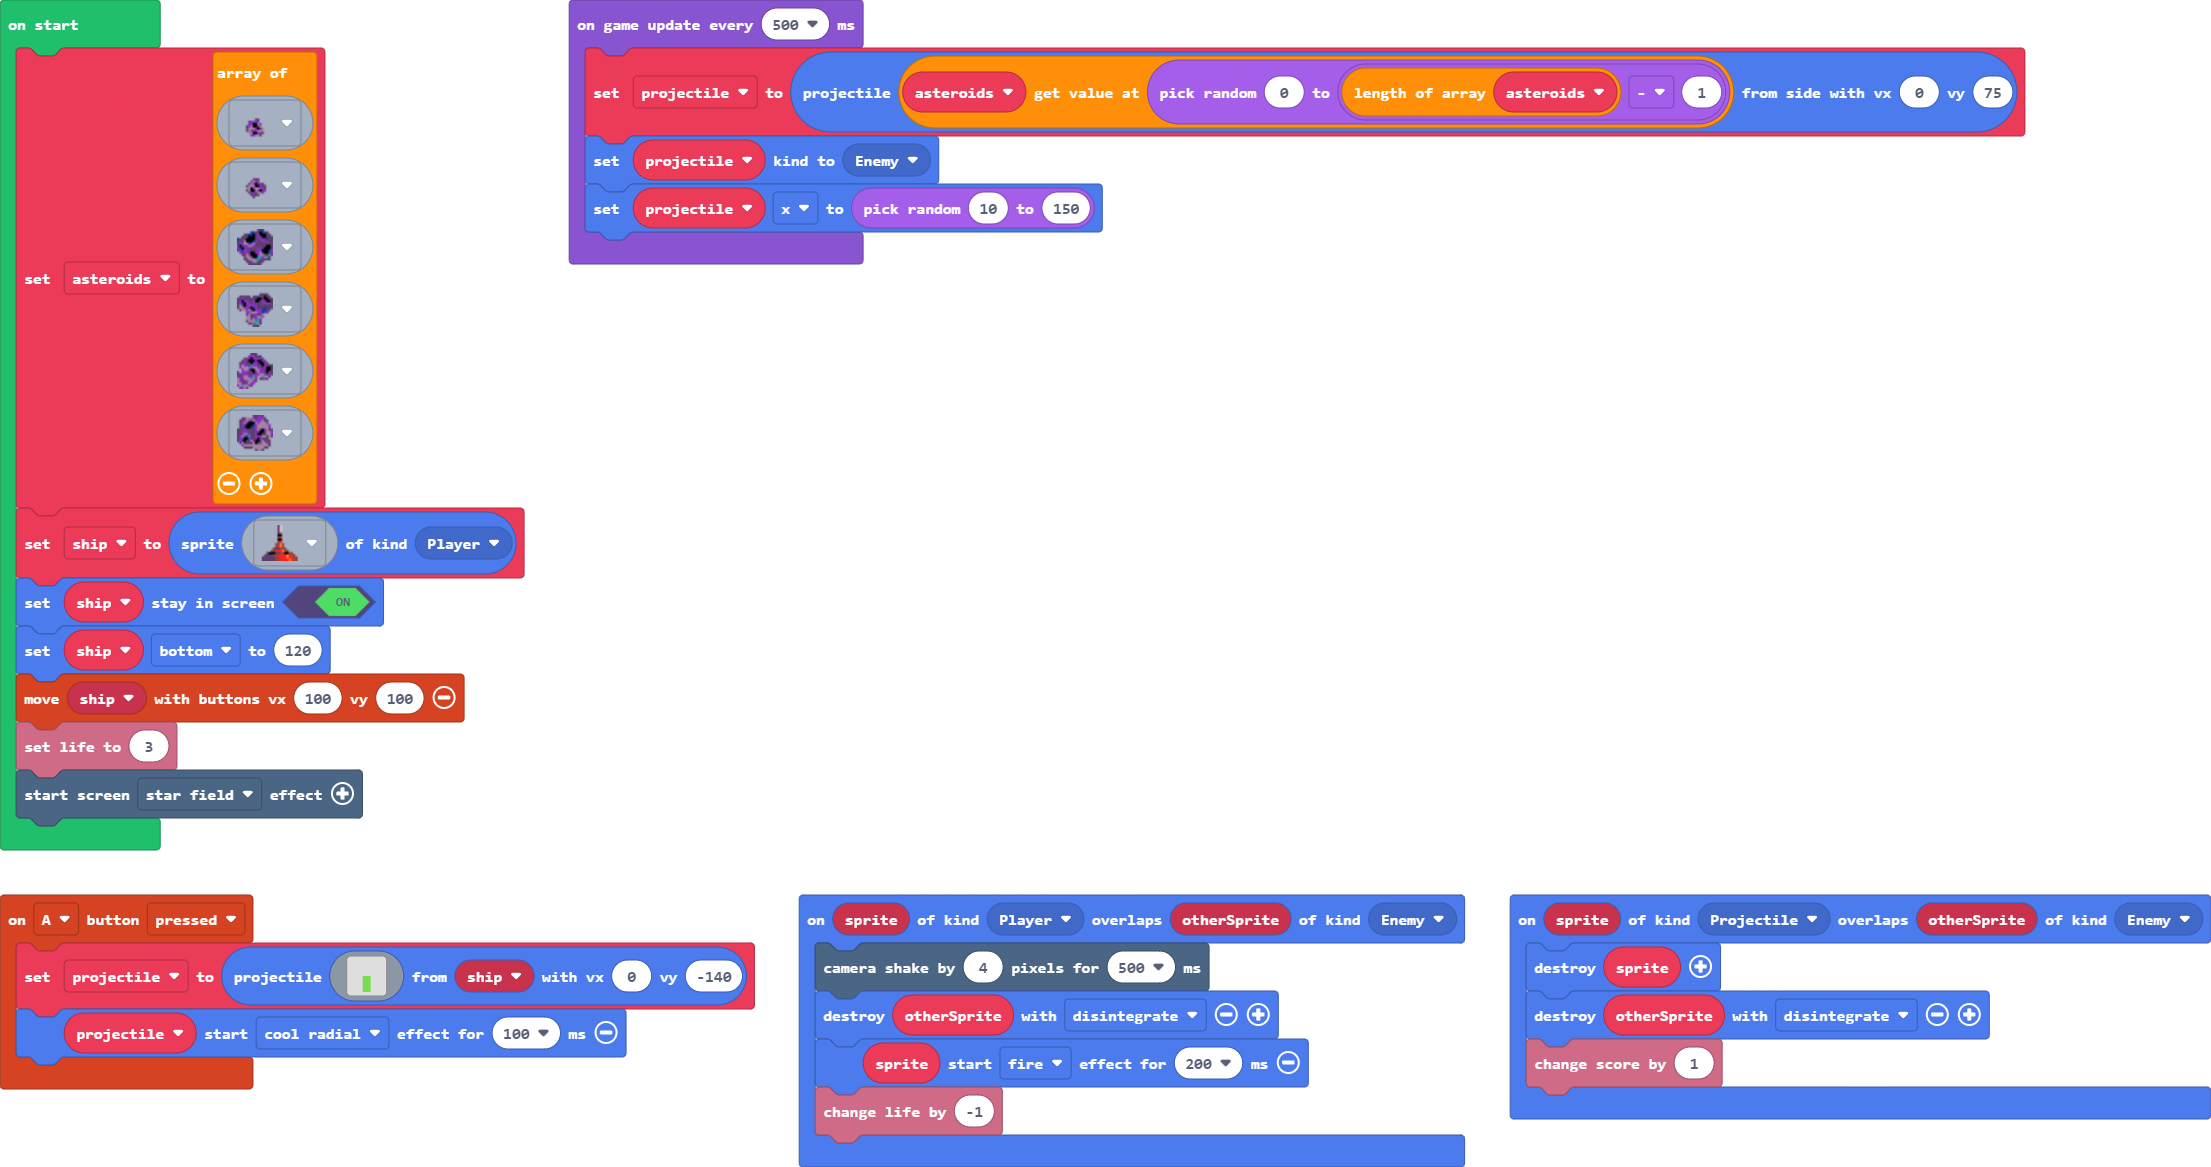 on start
array of
set asteroids to
set ship to sprite of kind Player
set ship stay in screen ON
set ship bottom to 120
move ship with buttons vx 100 vy 100
set life to 3
start screen star field effect
on game update every 500 ms
set projectile to projectile asteroids get value at pick random 0 to length of array asteroids - 1 from side with vx 0 vy 75
set projectile kind to Enemy
set projectile x to pick random 10 to 150
on A button pressed
set projectile to projectile from ship with vx 0 vy -140
projectile start cool radial effect for 100 ms
on sprite of kind Player overlaps otherSprite of kind Enemy
camera shake by 4 pixels for 500 ms
destroy otherSprite with disintegrate
sprite start fire effect for 200 ms
change life by -1
on sprite of kind Projectile overlaps otherSprite of kind Enemy
destroy sprite
destroy otherSprite with disintegrate
change score by 1